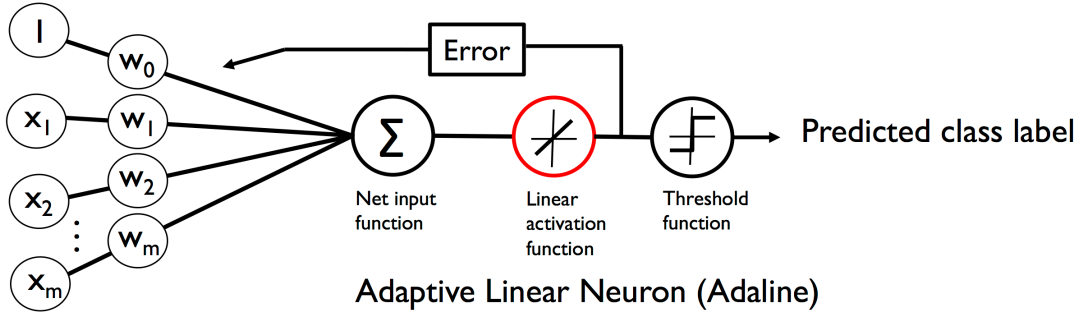 1
w0
Error
x1
w1
Σ
Predicted class label
x2
w2
Net input
function
Linear
activation
function
Threshold
function
⋮
wm
xm
Adaptive Linear Neuron (Adaline)